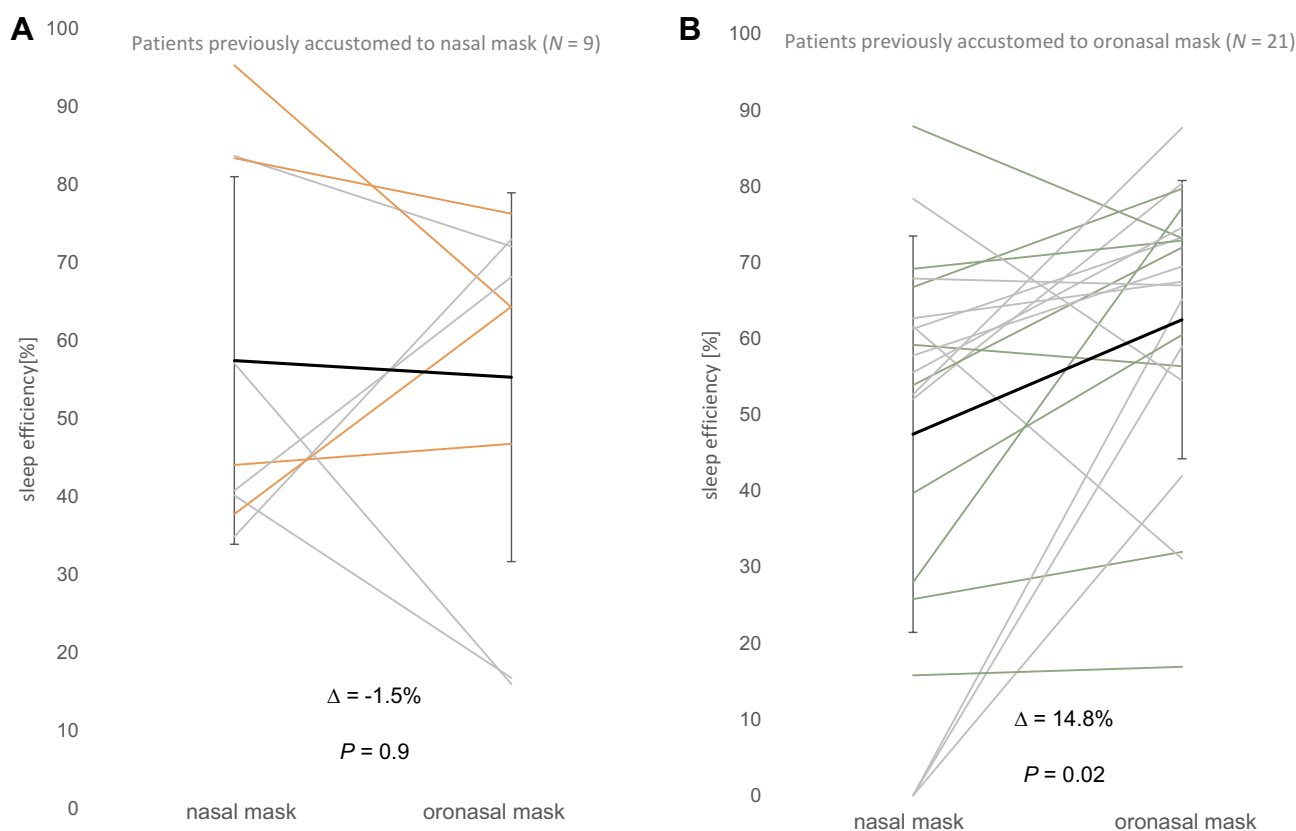 A
Patients previously accustomed to nasal mask (N = 9)
100
90
80
70
60
50
40
30
20
10
0
sleep efficiency[%]
Δ = -1.5%
P = 0.9
nasal mask
oronasal mask
B
Patients previously accustomed to oronasal mask (N = 21)
100
90
80
70
60
50
40
30
20
10
0
sleep efficiency [%]
Δ = 14.8%
P = 0.02
nasal mask
oronasal mask